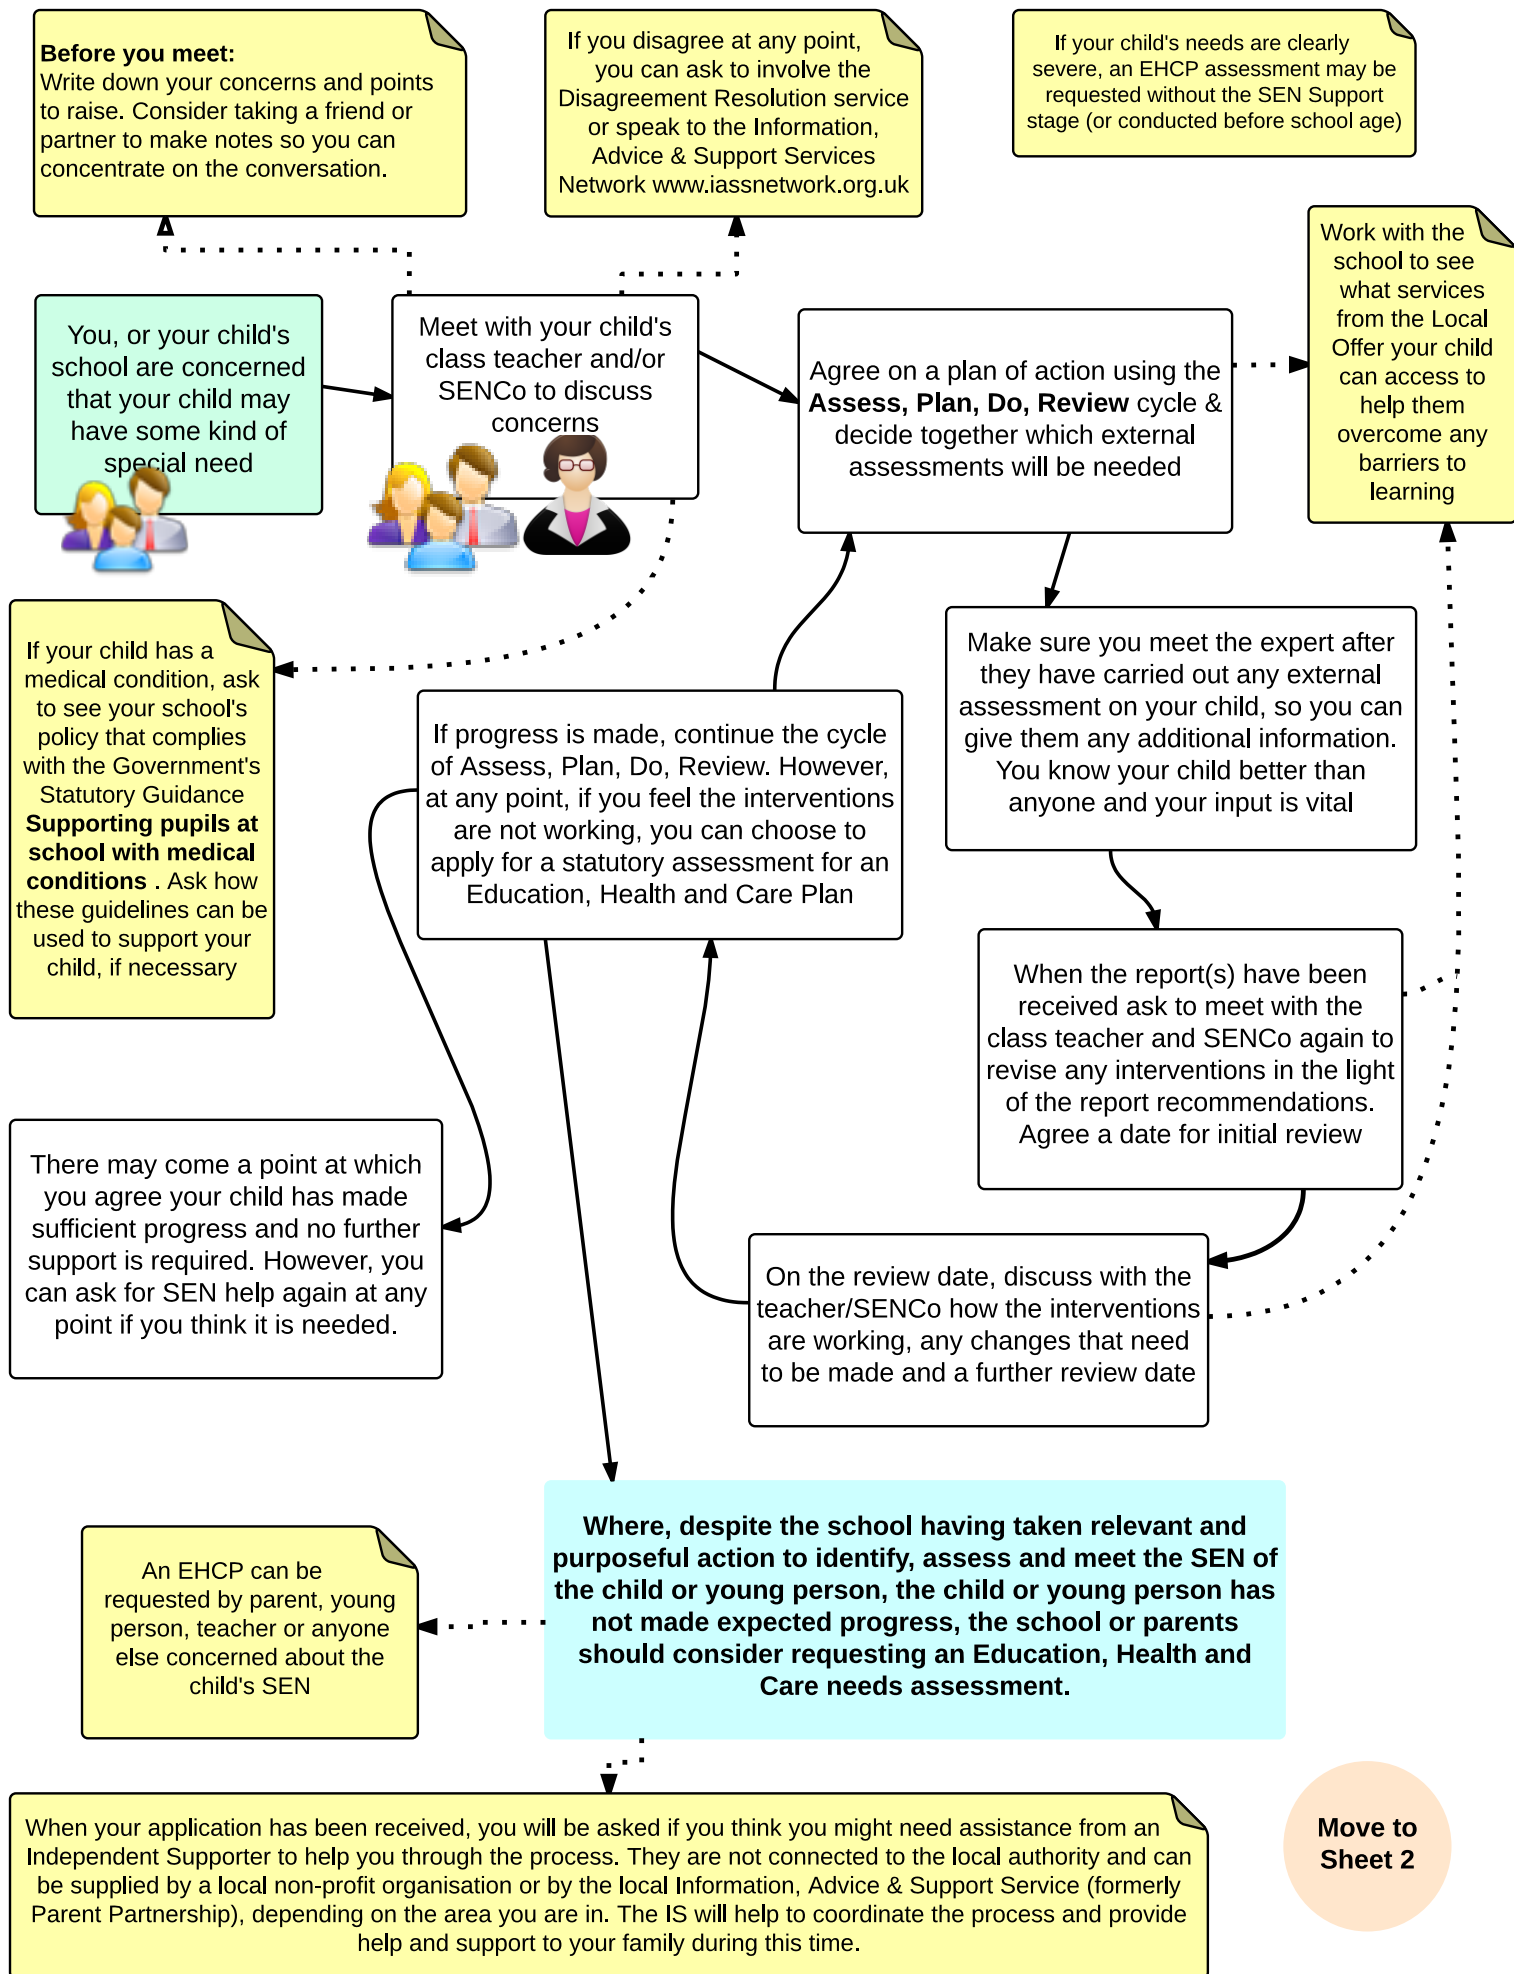 Before you meet:
Write down your concerns and points
to raise. Consider taking a friend or
partner to make notes so you can
concentrate on the conversation.
If you disagree at any point,
you can ask to involve the
Disagreement Resolution service
or speak to the Information,
Advice & Support Services
Network www.iassnetwork.org.uk
If your child's needs are clearly
severe, an EHCP assessment may be
requested without the SEN Support
stage (or conducted before school age)
You, or your child's
school are concerned
that your child may
have some kind of
special need
Meet with your child's
class teacher and/or
SENCo to discuss
concerns
Agree on a plan of action using the
Assess, Plan, Do, Review cycle &
decide together which external
assessments will be needed
Work with the
school to see
what services
from the Local
Offer your child
can access to
help them
overcome any
barriers to
learning
If your child has a
medical condition, ask
to see your school's
policy that complies
with the Government's
Statutory Guidance
Supporting pupils at
school with medical
conditions . Ask how
these guidelines can be
used to support your
child, if necessary
If progress is made, continue the cycle
of Assess, Plan, Do, Review. However,
at any point, if you feel the interventions
are not working, you can choose to
apply for a statutory assessment for an
Education, Health and Care Plan
Make sure you meet the expert after
they have carried out any external
assessment on your child, so you can
give them any additional information.
You know your child better than
anyone and your input is vital
When the report(s) have been
received ask to meet with the
class teacher and SENCo again to
revise any interventions in the light
of the report recommendations.
Agree a date for initial review
There may come a point at which
you agree your child has made
sufficient progress and no further
support is required. However, you
can ask for SEN help again at any
point if you think it is needed.
On the review date, discuss with the
teacher/SENCo how the interventions
are working, any changes that need
to be made and a further review date
Where, despite the school having taken relevant and
purposeful action to identify, assess and meet the SEN of
the child or young person, the child or young person has
not made expected progress, the school or parents
should consider requesting an Education, Health and
Care needs assessment.
An EHCP can be
requested by parent, young
person, teacher or anyone
else concerned about the
child's SEN
When your application has been received, you will be asked if you think you might need assistance from an
Independent Supporter to help you through the process. They are not connected to the local authority and can
be supplied by a local non-profit organisation or by the local Information, Advice & Support Service (formerly
Parent Partnership), depending on the area you are in. The IS will help to coordinate the process and provide
help and support to your family during this time.
Move to
Sheet 2